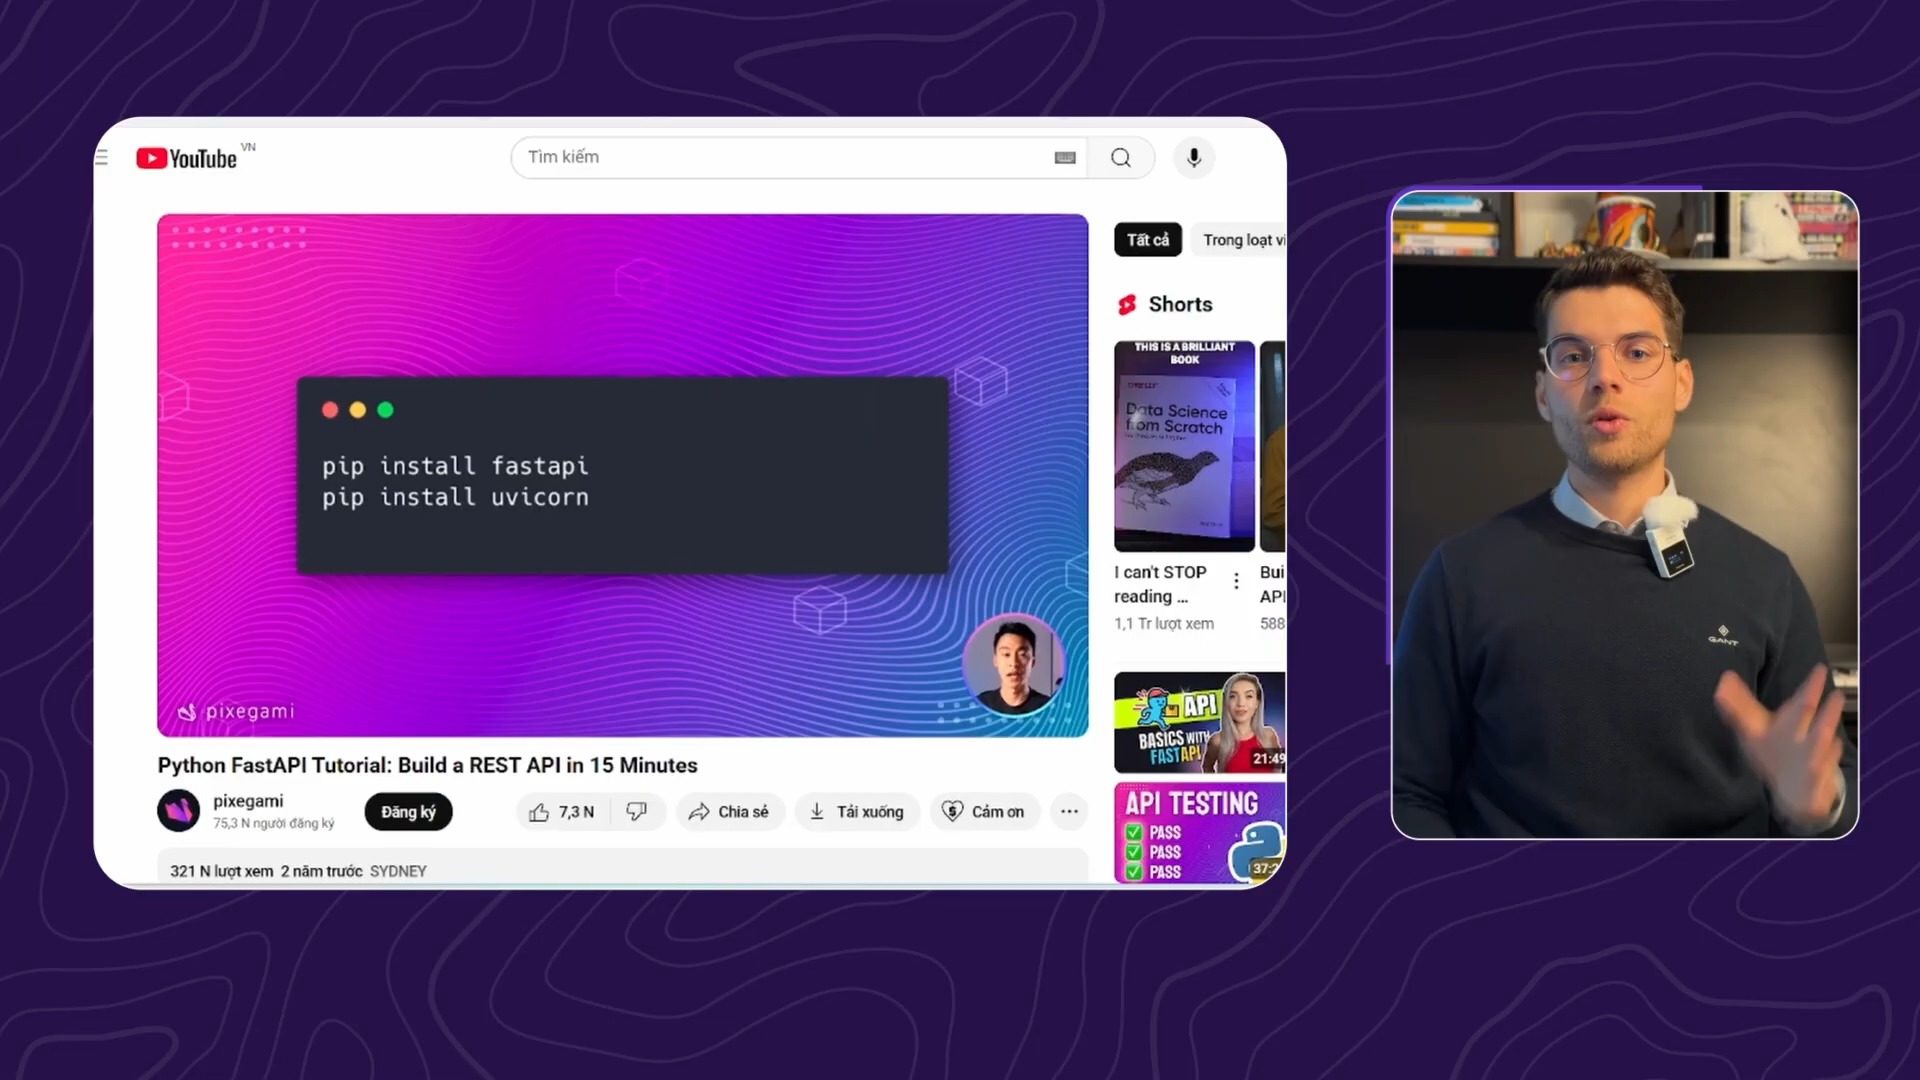 YouTube VN
Tìm kiếm
pip install fastapi
pip install uvicorn
pixegami
Python FastAPI Tutorial: Build a REST API in 15 Minutes
pixegami
75,3 N người đăng ký
Đăng ký
7,3 N
Chia sẻ
Tải xuống
Cảm ơn
321 N lượt xem 2 năm trước SYDNEY
Tất cả
Trong loạt vi
Shorts
THIS IS A BRILLIANT
BOOK
O'REILLY
Data Science
from Scratch
I can't STOP
reading ...
1,1 Tr lượt xem
Bui
API
588
API
BASICS WITH
FASTAPI
21:49
API TESTING
PASS
PASS
PASS
37:2
GANT